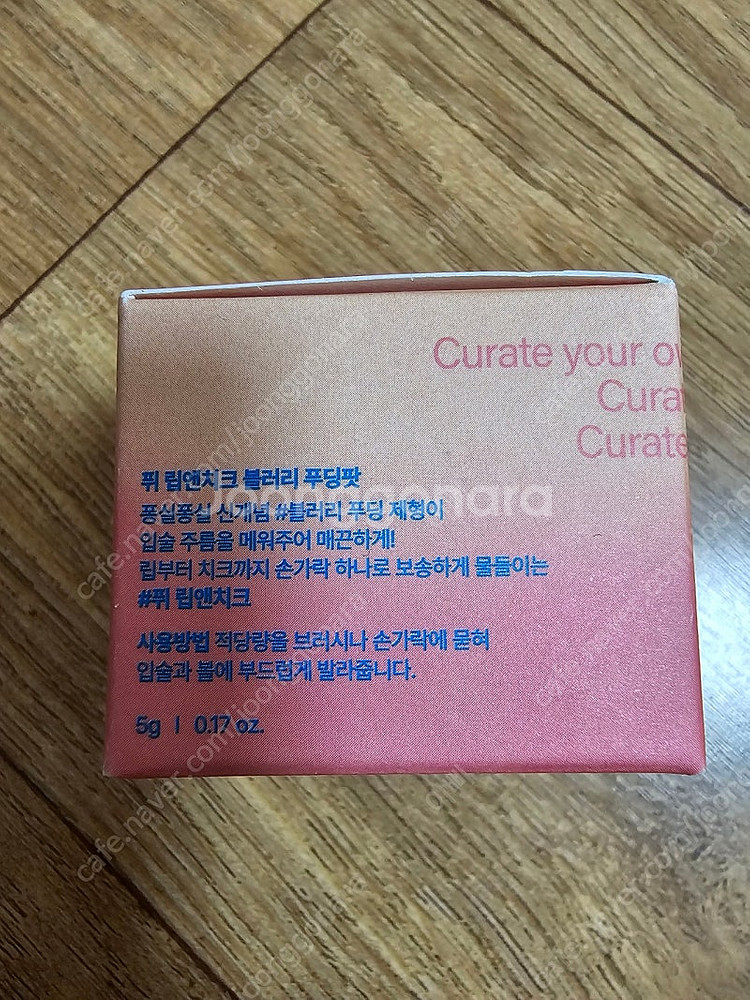 Curate your ow
Cura
Curate
퓌 립앤치크 블러리 푸딩팟
퐁실퐁실 신개념 #블러리 푸딩 제형이
입술 주름을 메워주어 매끈하게!
립부터 치크까지 손가락 하나로 보송하게 물들이는
#퓌 립앤치크
사용방법 적당량을 브러시나 손가락에 묻혀
입술과 볼에 부드럽게 발라줍니다.
5g | 0.17 oz.
Joonggonara
cafe.naver.com/joonggonara